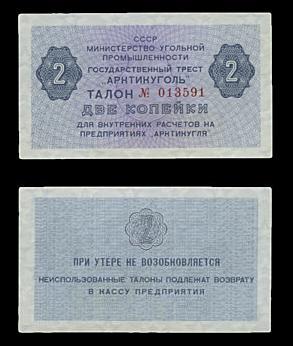 СССР
МИНИСТЕРСТВО УГОЛЬНОЙ
ПРОМЫШЛЕННОСТИ
ГОСУДАРСТВЕННЫЙ ТРЕСТ
"АРКТИКУГОЛЬ"
2 ТАЛОН № 013591 2
ДВЕ КОПЕЙКИ
ДЛЯ ВНУТРЕННИХ РАСЧЕТОВ НА
ПРЕДПРИЯТИЯХ „АРКТИКУГЛЯ"
2
ПРИ УТЕРЕ НЕ ВОЗОБНОВЛЯЕТСЯ
НЕИСПОЛЬЗОВАННЫЕ ТАЛОНЫ ПОДЛЕЖАТ ВОЗВРАТУ
В КАССУ ПРЕДПРИЯТИЯ